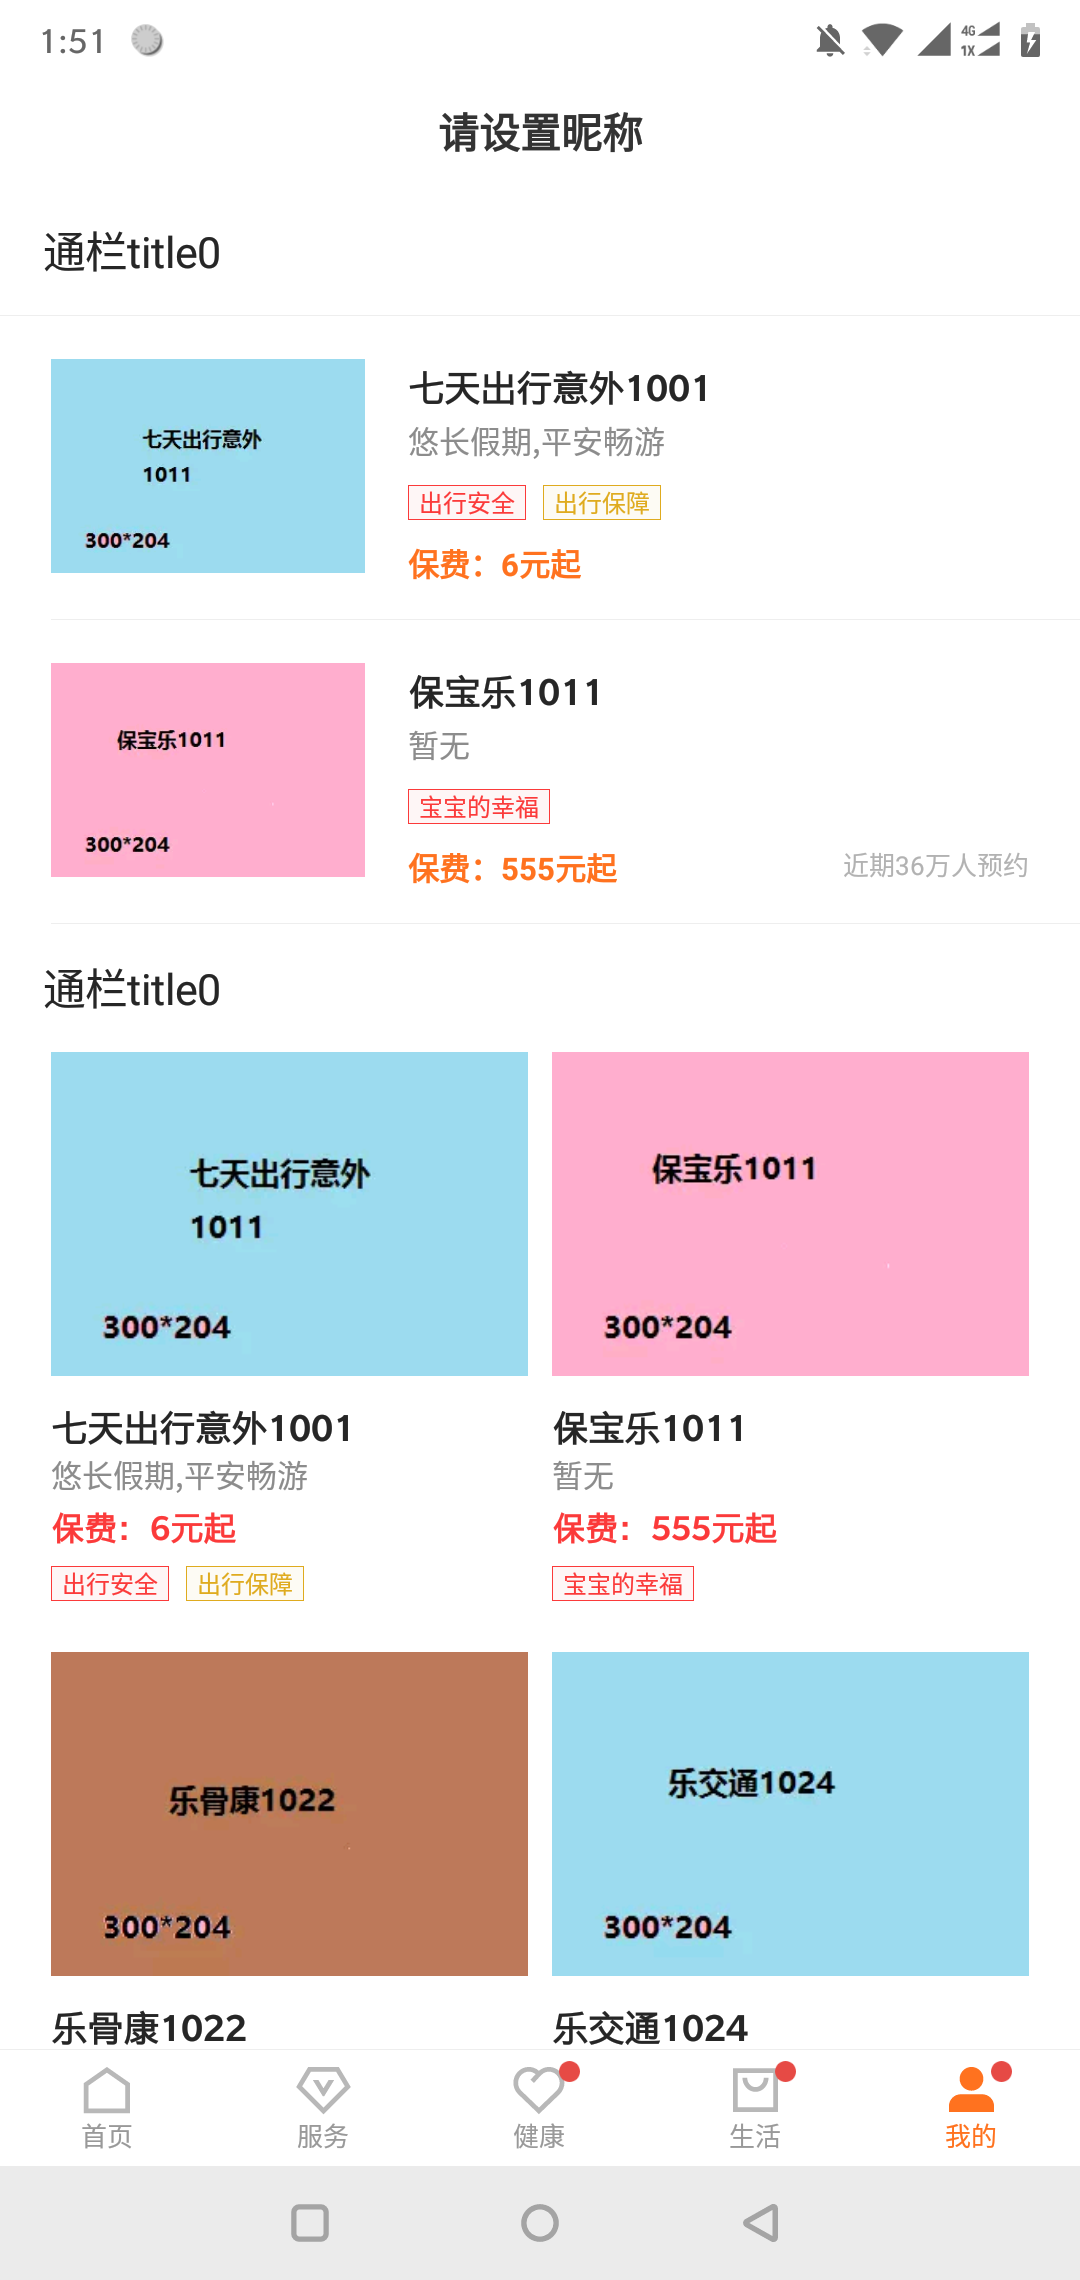 1:51
4G
1X
请设置昵称
通栏title0
七天出行意外
1011
300*204
七天出行意外1001
悠长假期,平安畅游
出行安全 出行保障
保费：6元起
保宝乐1011
300*204
保宝乐1011
暂无
宝宝的幸福
保费：555元起
近期36万人预约
通栏title0
七天出行意外
1011
300*204
保宝乐1011
300*204
七天出行意外1001
悠长假期,平安畅游
保费：6元起
出行安全 出行保障
保宝乐1011
暂无
保费：555元起
宝宝的幸福
乐骨康1022
300*204
乐交通1024
300*204
乐骨康1022
乐交通1024
首页
服务
健康
生活
我的